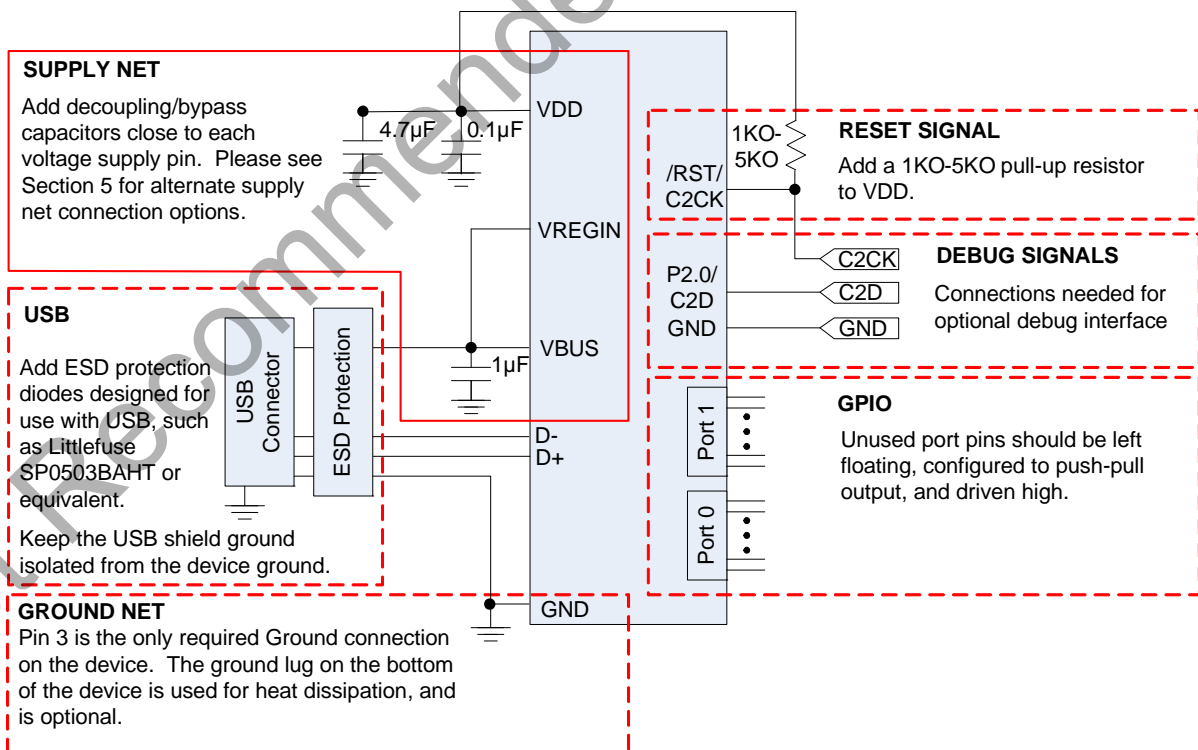 SUPPLY NET
Add decoupling/bypass
capacitors close to each
voltage supply pin. Please see
Section 5 for alternate supply
net connection options.
4.7µF
0.1µF
VDD
VREGIN
VBUS
1µF
USB
Add ESD protection
diodes designed for
use with USB, such
as Littlefuse
SP0503BAHT or
equivalent.
Keep the USB shield ground
isolated from the device ground.
USB
Connector
ESD Protection
D-
D+
GND
GROUND NET
Pin 3 is the only required Ground connection
on the device. The ground lug on the bottom
of the device is used for heat dissipation, and
is optional.
/RST/
C2CK
1KO-
5KO
RESET SIGNAL
Add a 1KO-5KO pull-up resistor
to VDD.
P2.0/
C2D
GND
C2CK
C2D
GND
DEBUG SIGNALS
Connections needed for
optional debug interface
Port 1
Port 0
GPIO
Unused port pins should be left
floating, configured to push-pull
output, and driven high.